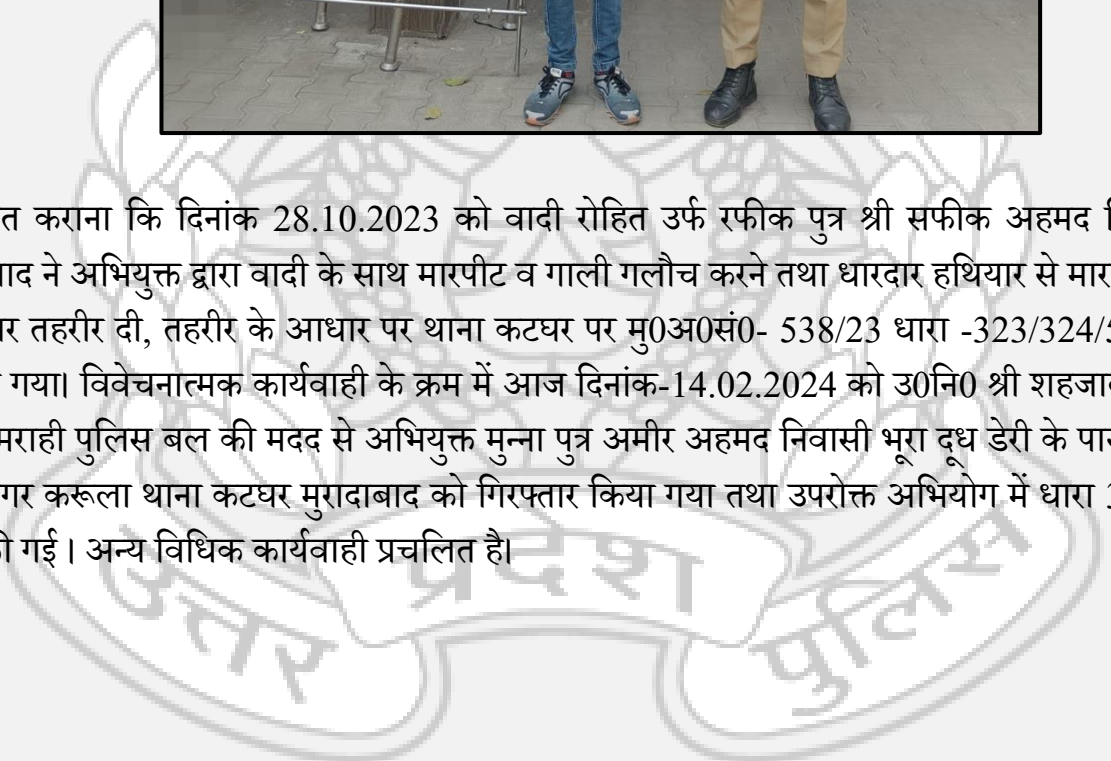 त कराना कि दिनांक 28.10.2023 को वादी रोहित उर्फ रफीक पुत्र श्री सफीक अहमद
ाद ने अभियुक्त द्वारा वादी के साथ मारपीट व गाली गलौच करने तथा धारदार हथियार से मार
र तहरीर दी, तहरीर के आधार पर थाना कटघर पर मु0अ0सं0- 538/23 धारा -323/324/5
गया। विवेचनात्मक कार्यवाही के क्रम में आज दिनांक-14.02.2024 को उ0नि0 श्री शहजा
मराही पुलिस बल की मदद से अभियुक्त मुन्ना पुत्र अमीर अहमद निवासी भूरा दूध डेरी के पा
गर करूला थाना कटघर मुरादाबाद को गिरफ्तार किया गया तथा उपरोक्त अभियोग में धारा
ी गई। अन्य विधिक कार्यवाही प्रचलित है।
उत्तर प्रदेश पुलिस